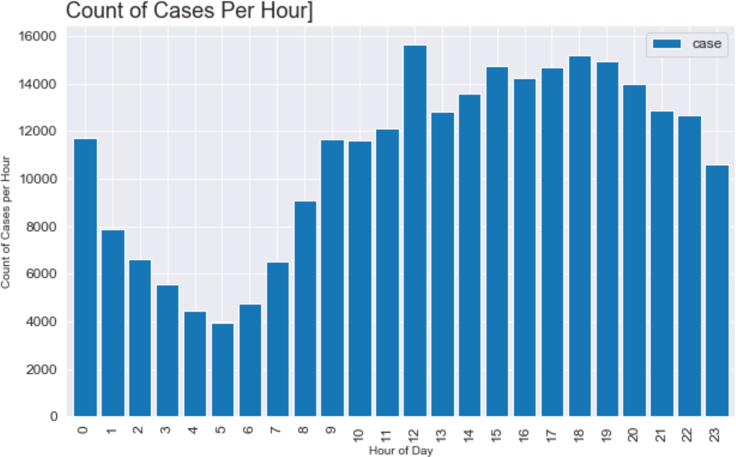 Count of Cases Per Hour]
16000
14000
12000
10000
8000
6000
4000
2000
0
Count of Cases per Hour
case
0 1 2 3 4 5 6 7 8 9 10 11 12 13 14 15 16 17 18 19 20 21 22 23
Hour of Day